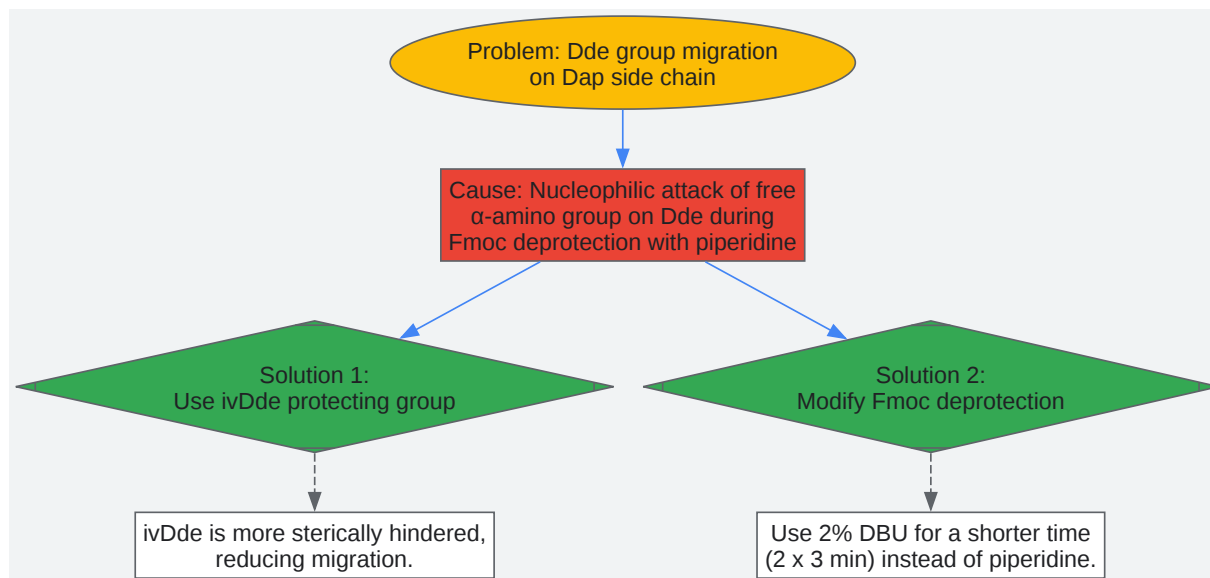 Problem: Dde group migration
on Dap side chain
Cause: Nucleophilic attack of free
α-amino group on Dde during
Fmoc deprotection with piperidine
Solution 1:
Use ivDde protecting group
Solution 2:
Modify Fmoc deprotection
ivDde is more sterically hindered,
reducing migration.
Use 2% DBU for a shorter time
(2 x 3 min) instead of piperidine.